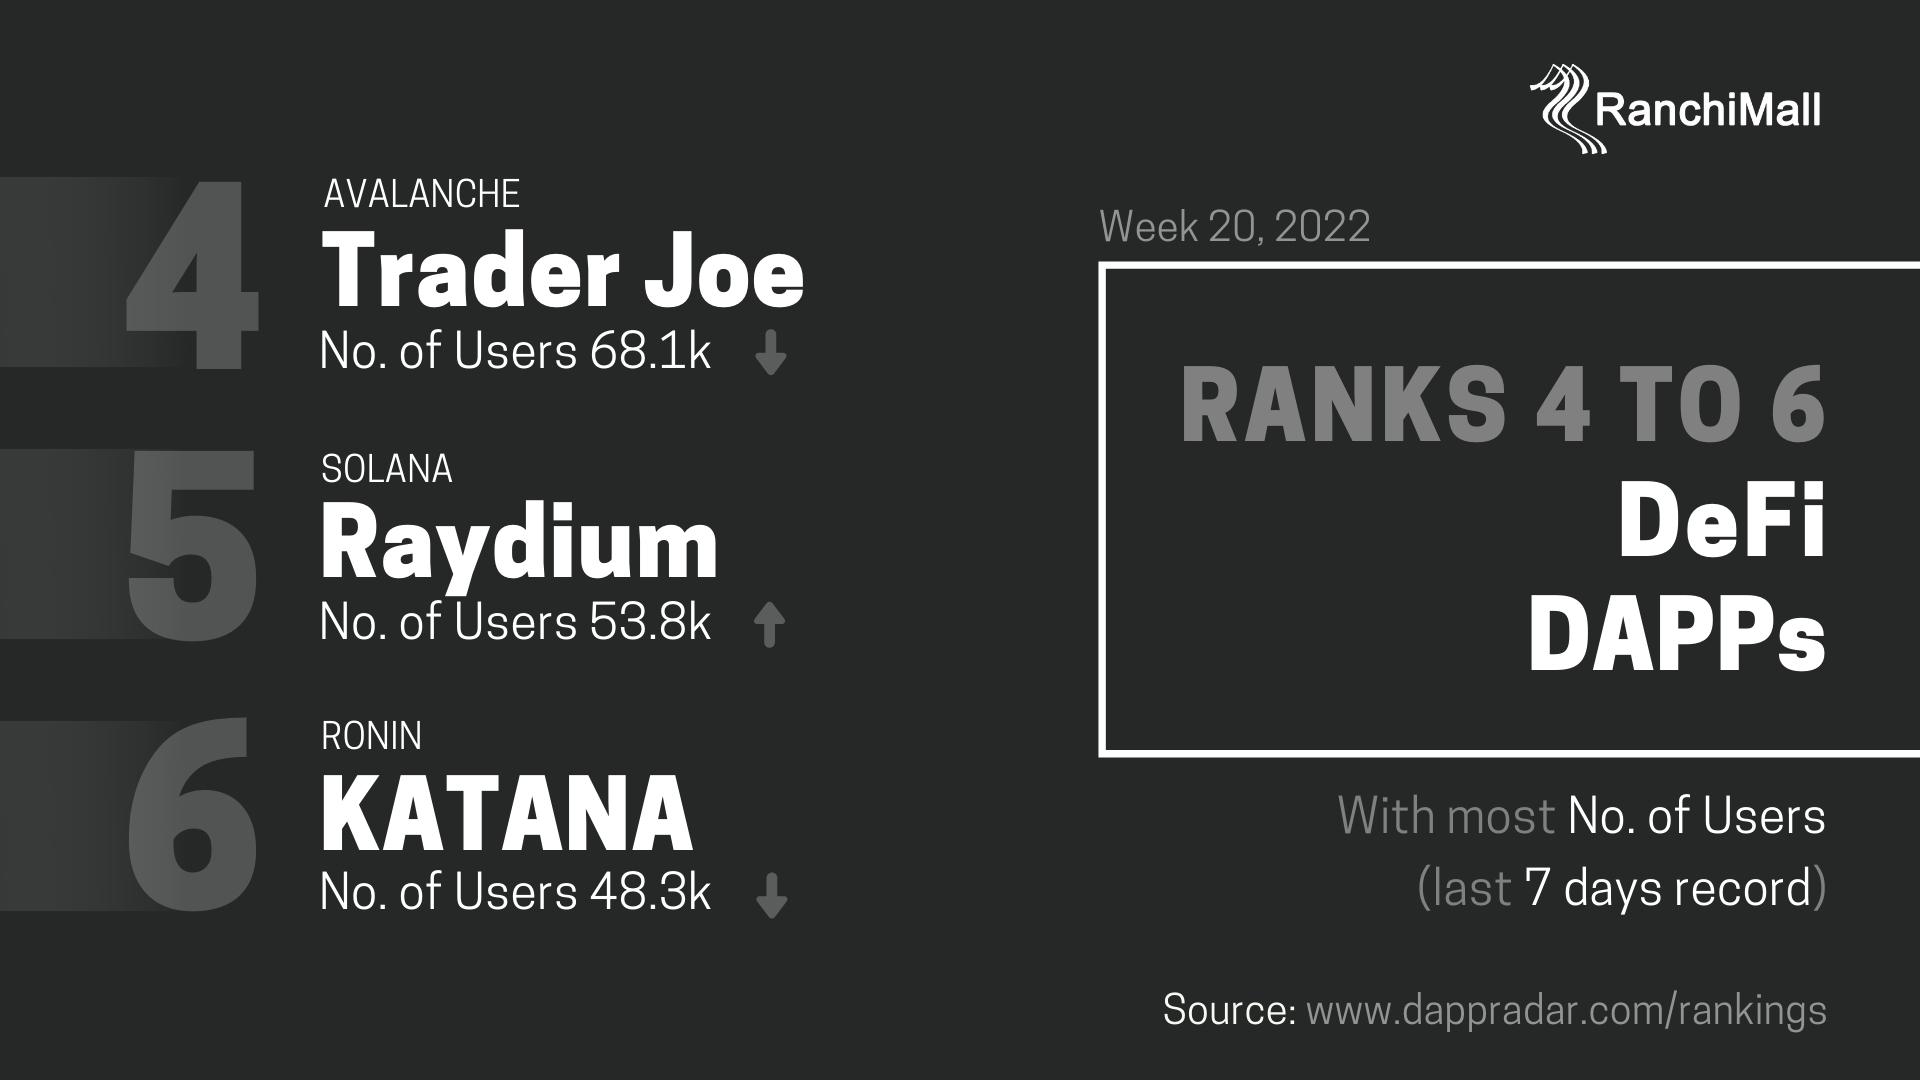 RanchiMall
4
AVALANCHE
Trader Joe
No. of Users 68.1k
5
SOLANA
Raydium
No. of Users 53.8k
6
RONIN
KATANA
No. of Users 48.3k
Week 20, 2022
RANKS 4 TO 6
DeFi
DAPPs
With most No. of Users
(last 7 days record)
Source: www.dappradar.com/rankings